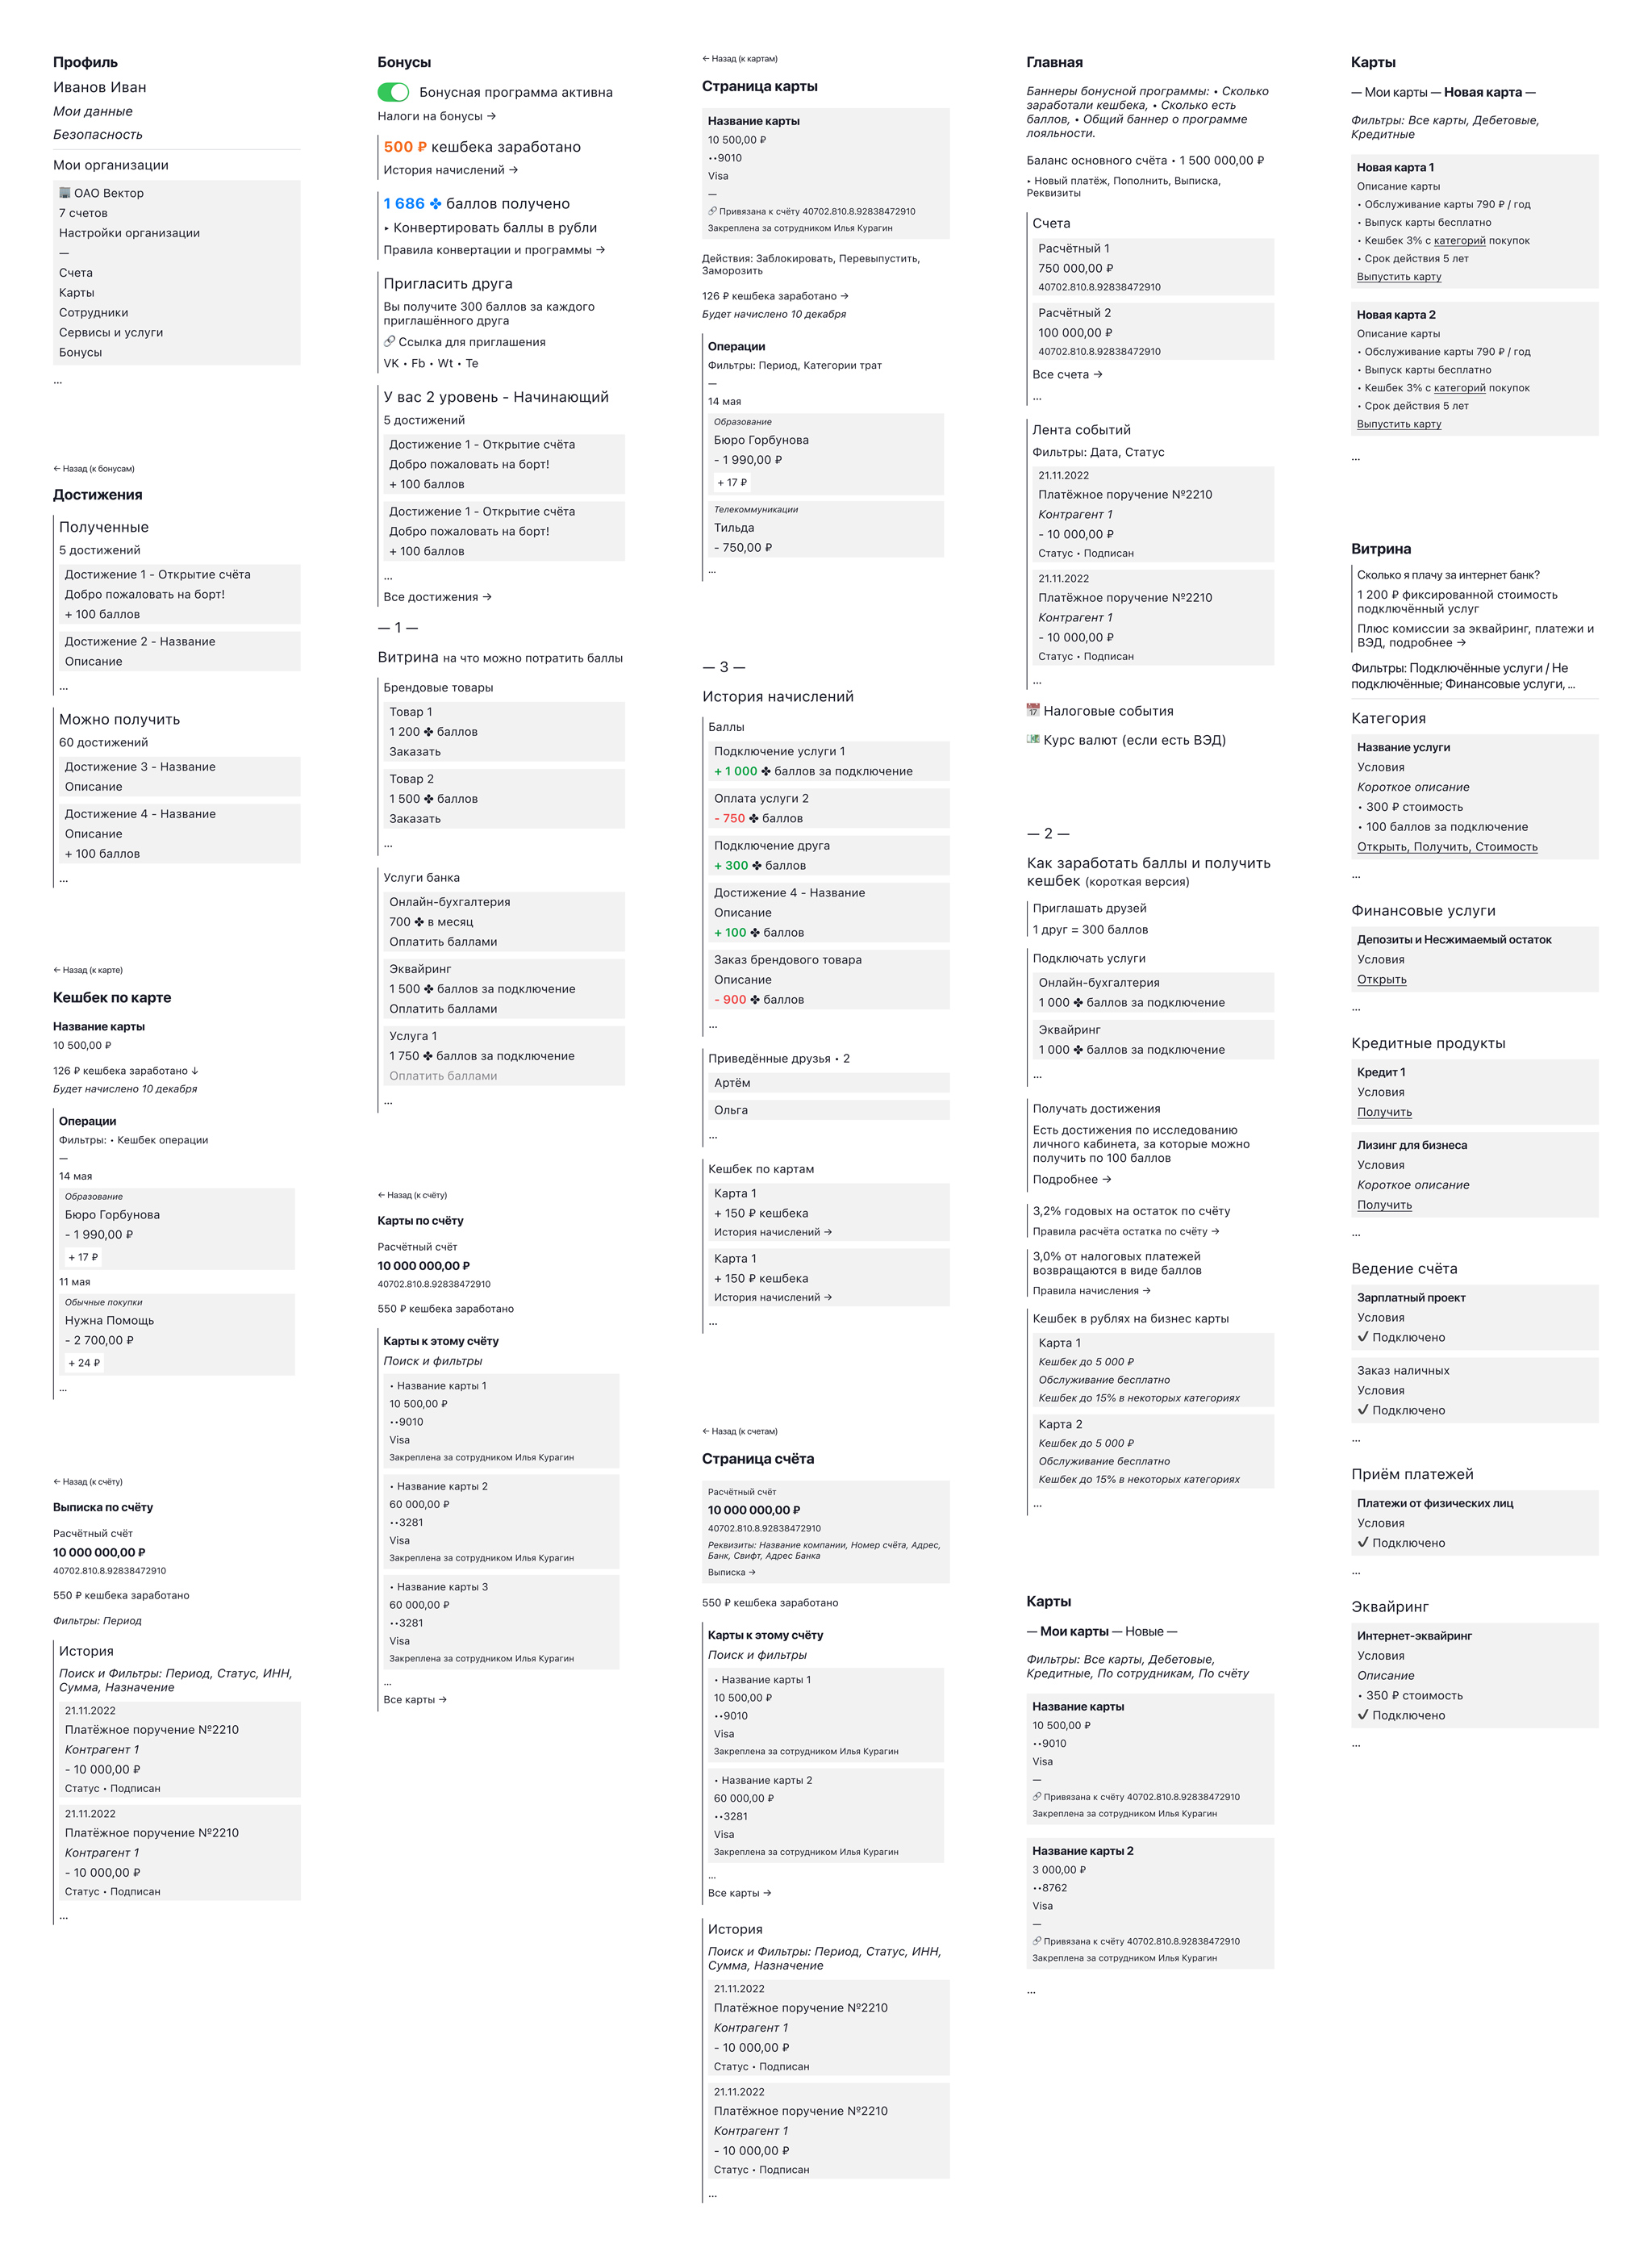 Профиль
Иванов Иван
Мои данные
Безопасность
Мои организации
🏢 ОАО Вектор
7 счетов
Настройки организации
—
Счета
Карты
Сотрудники
Сервисы и услуги
Бонусы
...
← Назад (к бонусам)
Достижения
Полученные
5 достижений
Достижение 1 - Открытие счёта
Добро пожаловать на борт!
+ 100 баллов
Достижение 2 - Название
Описание
...
Можно получить
60 достижений
Достижение 3 - Название
Описание
Достижение 4 - Название
Описание
+ 100 баллов
...
← Назад (к карте)
Кешбек по карте
Название карты
10 500,00 ₽
126 ₽ кешбека заработано ↓
Будет начислено 10 декабря
Операции
Фильтры: • Кешбек операции
—
14 мая
Образование
Бюро Горбунова
- 1 990,00 ₽
+ 17 ₽
11 мая
Обычные покупки
Нужна Помощь
- 2 700,00 ₽
+ 24 ₽
...
← Назад (к счёту)
Выписка по счёту
Расчётный счёт
10 000 000,00 ₽
40702.810.8.92838472910
550 ₽ кешбека заработано
Фильтры: Период
История
Поиск и Фильтры: Период, Статус, ИНН,
Сумма, Назначение
21.11.2022
Платёжное поручение №2210
Контрагент 1
- 10 000,00 ₽
Статус • Подписан
21.11.2022
Платёжное поручение №2210
Контрагент 1
- 10 000,00 ₽
Статус • Подписан
...
Бонусы
Бонусная программа активна
Налоги на бонусы →
500 ₽ кешбека заработано
История начислений →
1 686 ✤ баллов получено
‣ Конвертировать баллы в рубли
Правила конвертации и программы →
Пригласить друга
Вы получите 300 баллов за каждого
приглашённого друга
🔗 Ссылка для приглашения
VK • Fb • Wt • Te
У вас 2 уровень - Начинающий
5 достижений
Достижение 1 - Открытие счёта
Добро пожаловать на борт!
+ 100 баллов
Достижение 1 - Открытие счёта
Добро пожаловать на борт!
+ 100 баллов
...
Все достижения →
— 1 —
Витрина на что можно потратить баллы
Брендовые товары
Товар 1
1 200 ✤ баллов
Заказать
Товар 2
1 500 ✤ баллов
Заказать
...
Услуги банка
Онлайн-бухгалтерия
700 ✤ в месяц
Оплатить баллами
Эквайринг
1 500 ✤ баллов за подключение
Оплатить баллами
Услуга 1
1 750 ✤ баллов за подключение
Оплатить баллами
...
← Назад (к счёту)
Карты по счёту
Расчётный счёт
10 000 000,00 ₽
40702.810.8.92838472910
550 ₽ кешбека заработано
Карты к этому счёту
Поиск и фильтры
• Название карты 1
10 500,00 ₽
••9010
Visa
Закреплена за сотрудником Илья Курагин
• Название карты 2
60 000,00 ₽
••3281
Visa
Закреплена за сотрудником Илья Курагин
• Название карты 3
60 000,00 ₽
••3281
Visa
Закреплена за сотрудником Илья Курагин
...
Все карты →
← Назад (к картам)
Страница карты
Название карты
10 500,00 ₽
••9010
Visa
—
🔗 Привязана к счёту 40702.810.8.92838472910
Закреплена за сотрудником Илья Курагин
Действия: Заблокировать, Перевыпустить,
Заморозить
126 ₽ кешбека заработано →
Будет начислено 10 декабря
Операции
Фильтры: Период, Категории трат
—
14 мая
Образование
Бюро Горбунова
- 1 990,00 ₽
+ 17 ₽
Телекоммуникации
Тильда
- 750,00 ₽
...
— 3 —
История начислений
Баллы
Подключение услуги 1
+ 1 000 ✤ баллов за подключение
Оплата услуги 2
- 750 ✤ баллов
Подключение друга
+ 300 ✤ баллов
Достижение 4 - Название
Описание
+ 100 ✤ баллов
Заказ брендового товара
Описание
- 900 ✤ баллов
...
Приведённые друзья • 2
Артём
Ольга
...
Кешбек по картам
Карта 1
+ 150 ₽ кешбека
История начислений →
Карта 1
+ 150 ₽ кешбека
История начислений →
...
← Назад (к счетам)
Страница счёта
Расчётный счёт
10 000 000,00 ₽
40702.810.8.92838472910
Реквизиты: Название компании, Номер счёта, Адрес,
Банк, Свифт, Адрес Банка
Выписка →
550 ₽ кешбека заработано
Карты к этому счёту
Поиск и фильтры
• Название карты 1
10 500,00 ₽
••9010
Visa
Закреплена за сотрудником Илья Курагин
• Название карты 2
60 000,00 ₽
••3281
Visa
Закреплена за сотрудником Илья Курагин
...
Все карты →
История
Поиск и Фильтры: Период, Статус, ИНН,
Сумма, Назначение
21.11.2022
Платёжное поручение №2210
Контрагент 1
- 10 000,00 ₽
Статус • Подписан
21.11.2022
Платёжное поручение №2210
Контрагент 1
- 10 000,00 ₽
Статус • Подписан
...
Главная
Баннеры бонусной программы: • Сколько
заработали кешбека, • Сколько есть
баллов, • Общий баннер о программе
лояльности.
Баланс основного счёта • 1 500 000,00 ₽
• Новый платёж, Пополнить, Выписка,
Реквизиты
Счета
Расчётный 1
750 000,00 ₽
40702.810.8.92838472910
Расчётный 2
100 000,00 ₽
40702.810.8.92838472910
Все счета →
...
Лента событий
Фильтры: Дата, Статус
21.11.2022
Платёжное поручение №2210
Контрагент 1
- 10 000,00 ₽
Статус • Подписан
21.11.2022
Платёжное поручение №2210
Контрагент 1
- 10 000,00 ₽
Статус • Подписан
...
📅 Налоговые события
💵 Курс валют (если есть ВЭД)
— 2 —
Как заработать баллы и получить
кешбек (короткая версия)
Приглашать друзей
1 друг = 300 баллов
Подключать услуги
Онлайн-бухгалтерия
1 000 ✤ баллов за подключение
Эквайринг
1 000 ✤ баллов за подключение
...
Получать достижения
Есть достижения по исследованию
личного кабинета, за которые можно
получить по 100 баллов
Подробнее →
3,2% годовых на остаток по счёту
Правила расчёта остатка по счёту →
3,0% от налоговых платежей
возвращаются в виде баллов
Правила начисления →
Кешбек в рублях на бизнес карты
Карта 1
Кешбек до 5 000 ₽
Обслуживание бесплатно
Кешбек до 15% в некоторых категориях
Карта 2
Кешбек до 5 000 ₽
Обслуживание бесплатно
Кешбек до 15% в некоторых категориях
...
Карты
— Мои карты — Новые —
Фильтры: Все карты, Дебетовые,
Кредитные, По сотрудникам, По счёту
Название карты
10 500,00 ₽
••9010
Visa
—
🔗 Привязана к счёту 40702.810.8.92838472910
Закреплена за сотрудником Илья Курагин
Название карты 2
3 000,00 ₽
••8762
Visa
—
🔗 Привязана к счёту 40702.810.8.92838472910
Закреплена за сотрудником Илья Курагин
...
Карты
— Мои карты — Новая карта —
Фильтры: Все карты, Дебетовые,
Кредитные
Новая карта 1
Описание карты
• Обслуживание карты 790 ₽ / год
• Выпуск карты бесплатно
• Кешбек 3% с категорий покупок
• Срок действия 5 лет
Выпустить карту
Новая карта 2
Описание карты
• Обслуживание карты 790 ₽ / год
• Выпуск карты бесплатно
• Кешбек 3% с категорий покупок
• Срок действия 5 лет
Выпустить карту
...
Витрина
Сколько я плачу за интернет банк?
1 200 ₽ фиксированной стоимость
подключённый услуг
Плюс комиссии за эквайринг, платежи и
ВЭД, подробнее →
Фильтры: Подключённые услуги / Не
подключённые; Финансовые услуги, ...
Категория
Название услуги
Условия
Короткое описание
• 300 ₽ стоимость
• 100 баллов за подключение
Открыть, Получить, Стоимость
...
Финансовые услуги
Депозиты и Несжимаемый остаток
Условия
Открыть
...
Кредитные продукты
Кредит 1
Условия
Получить
Лизинг для бизнеса
Условия
Короткое описание
Получить
...
Ведение счёта
Зарплатный проект
Условия
✓ Подключено
Заказ наличных
Условия
✓ Подключено
...
Приём платежей
Платежи от физических лиц
Условия
✓ Подключено
...
Эквайринг
Интернет-эквайринг
Условия
Описание
• 350 ₽ стоимость
✓ Подключено
...